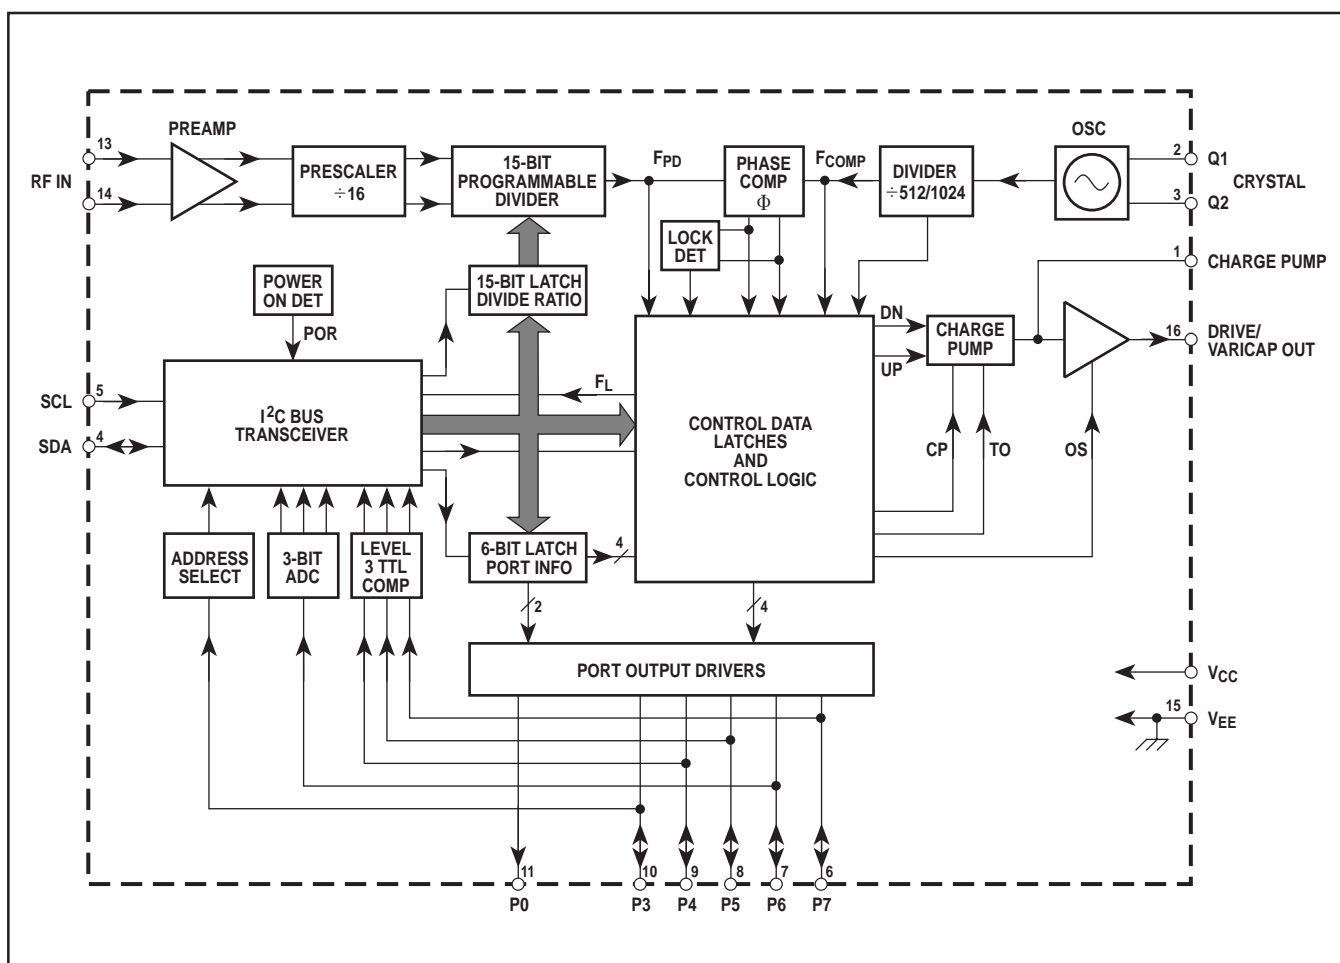 PREAMP
OSC
13
14
RF IN
PRESCALER
÷16
15-BIT
PROGRAMMABLE
DIVIDER
FPD
PHASE
COMP
Φ
FCOMP
DIVIDER
÷512/1024
2
Q1
CRYSTAL
3
Q2
LOCK
DET
1
CHARGE PUMP
POWER
ON DET
POR
15-BIT LATCH
DIVIDE RATIO
DN
UP
CHARGE
PUMP
16
DRIVE/
VARICAP OUT
SCL
5
SDA
4
I2C BUS
TRANSCEIVER
FL
CONTROL DATA
LATCHES
AND
CONTROL LOGIC
CP
TO
OS
ADDRESS
SELECT
3-BIT
ADC
LEVEL
3 TTL
COMP
6-BIT LATCH
PORT INFO
4
2
4
PORT OUTPUT DRIVERS
VCC
15
VEE
11
10
9
8
7
6
P0
P3
P4
P5
P6
P7